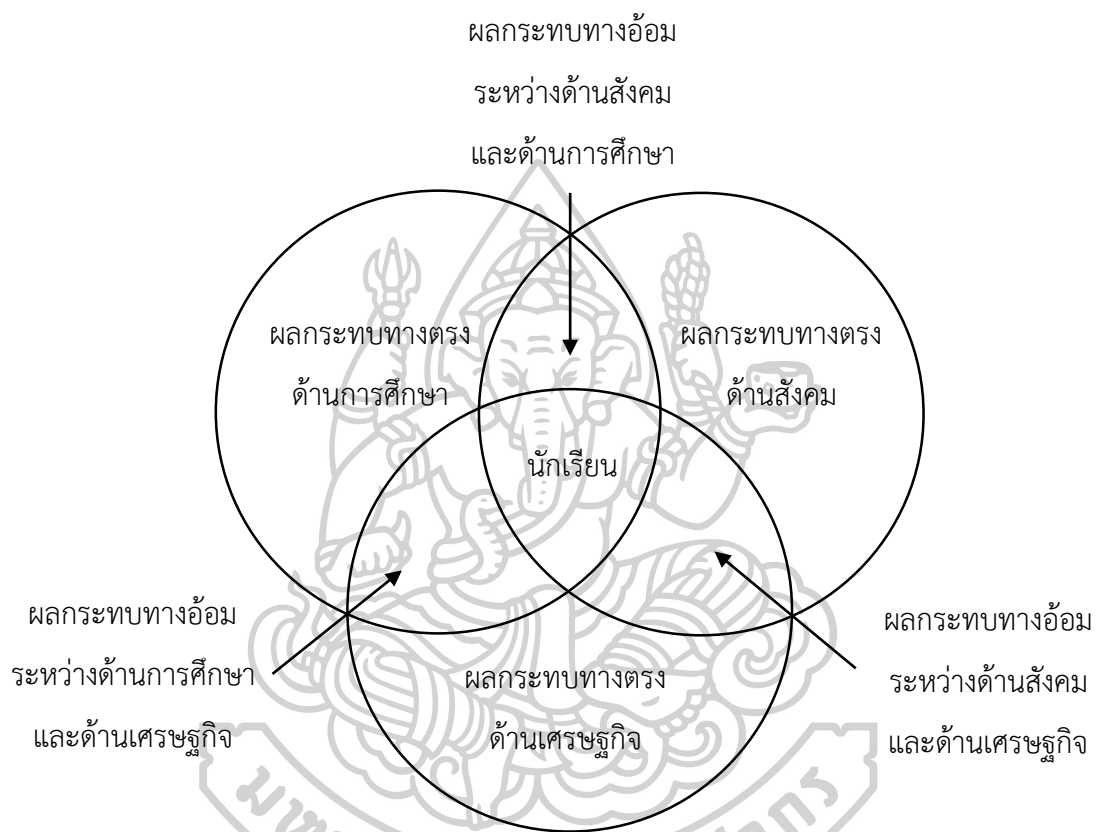 ผลกระทบทางอ้อม
ระหว่างด้านสังคม
และด้านการศึกษา
ผลกระทบทางตรง
ด้านการศึกษา
ผลกระทบทางตรง
ด้านสังคม
นักเรียน
ผลกระทบทางอ้อม
ระหว่างด้านการศึกษา
และด้านเศรษฐกิจ
ผลกระทบทางตรง
ด้านเศรษฐกิจ
ผลกระทบทางอ้อม
ระหว่างด้านสังคม
และด้านเศรษฐกิจ